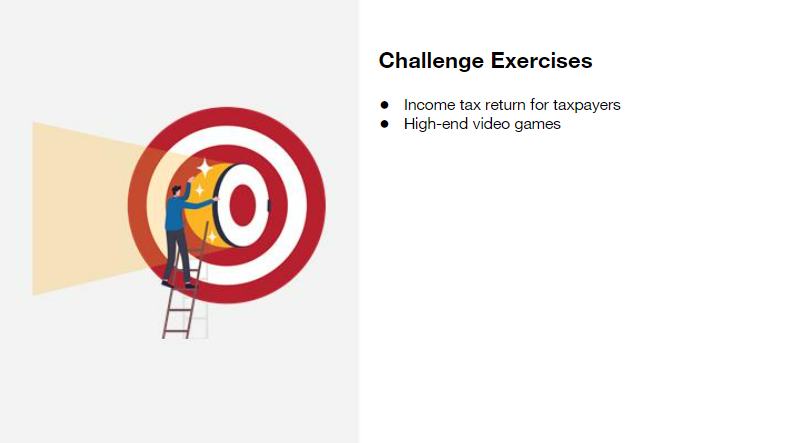 Challenge Exercises
● Income tax return for taxpayers
● High-end video games